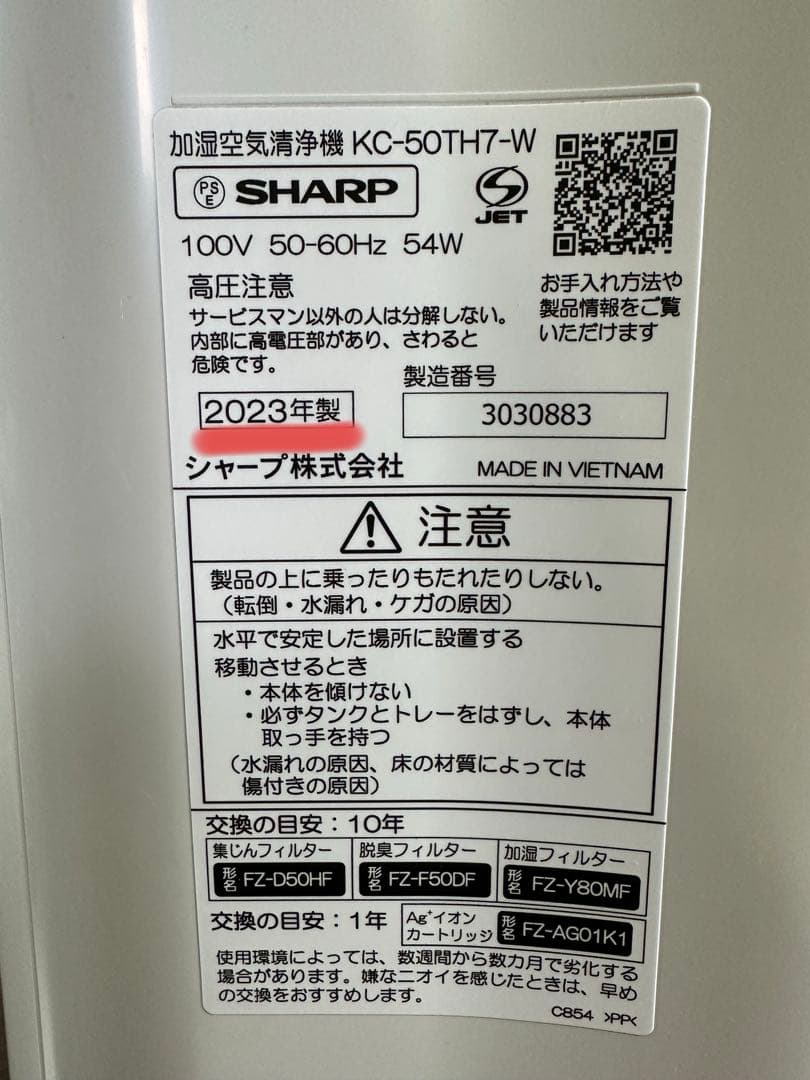 加湿空気清浄機 KC-50TH7-W
PS E SHARP
JET
100V 50-60Hz 54W
高圧注意
サービスマン以外の人は分解しない。
内部に高電圧部があり、さわると
危険です。
お手入れ方法や
製品情報をご覧
いただけます
2023年製
製造番号
3030883
シャープ株式会社 MADE IN VIETNAM
注意
製品の上に乗ったりもたれたりしない。
（転倒・水漏れ・ケガの原因）
水平で安定した場所に設置する
移動させるとき
・本体を傾けない
・必ずタンクとトレーをはずし、本体
取っ手を持つ
（水漏れの原因、床の材質によっては
傷付きの原因）
交換の目安：10年
集じんフィルター
形名 FZ-D50HF
脱臭フィルター
形名 FZ-F50DF
加湿フィルター
形名 FZ-Y80MF
交換の目安：1年
Ag⁺イオン
カートリッジ
形名 FZ-AG01K1
使用環境によっては、数週間から数カ月で劣化する
場合があります。嫌なニオイを感じたときは、早め
の交換をおすすめします。
C854 >PP<